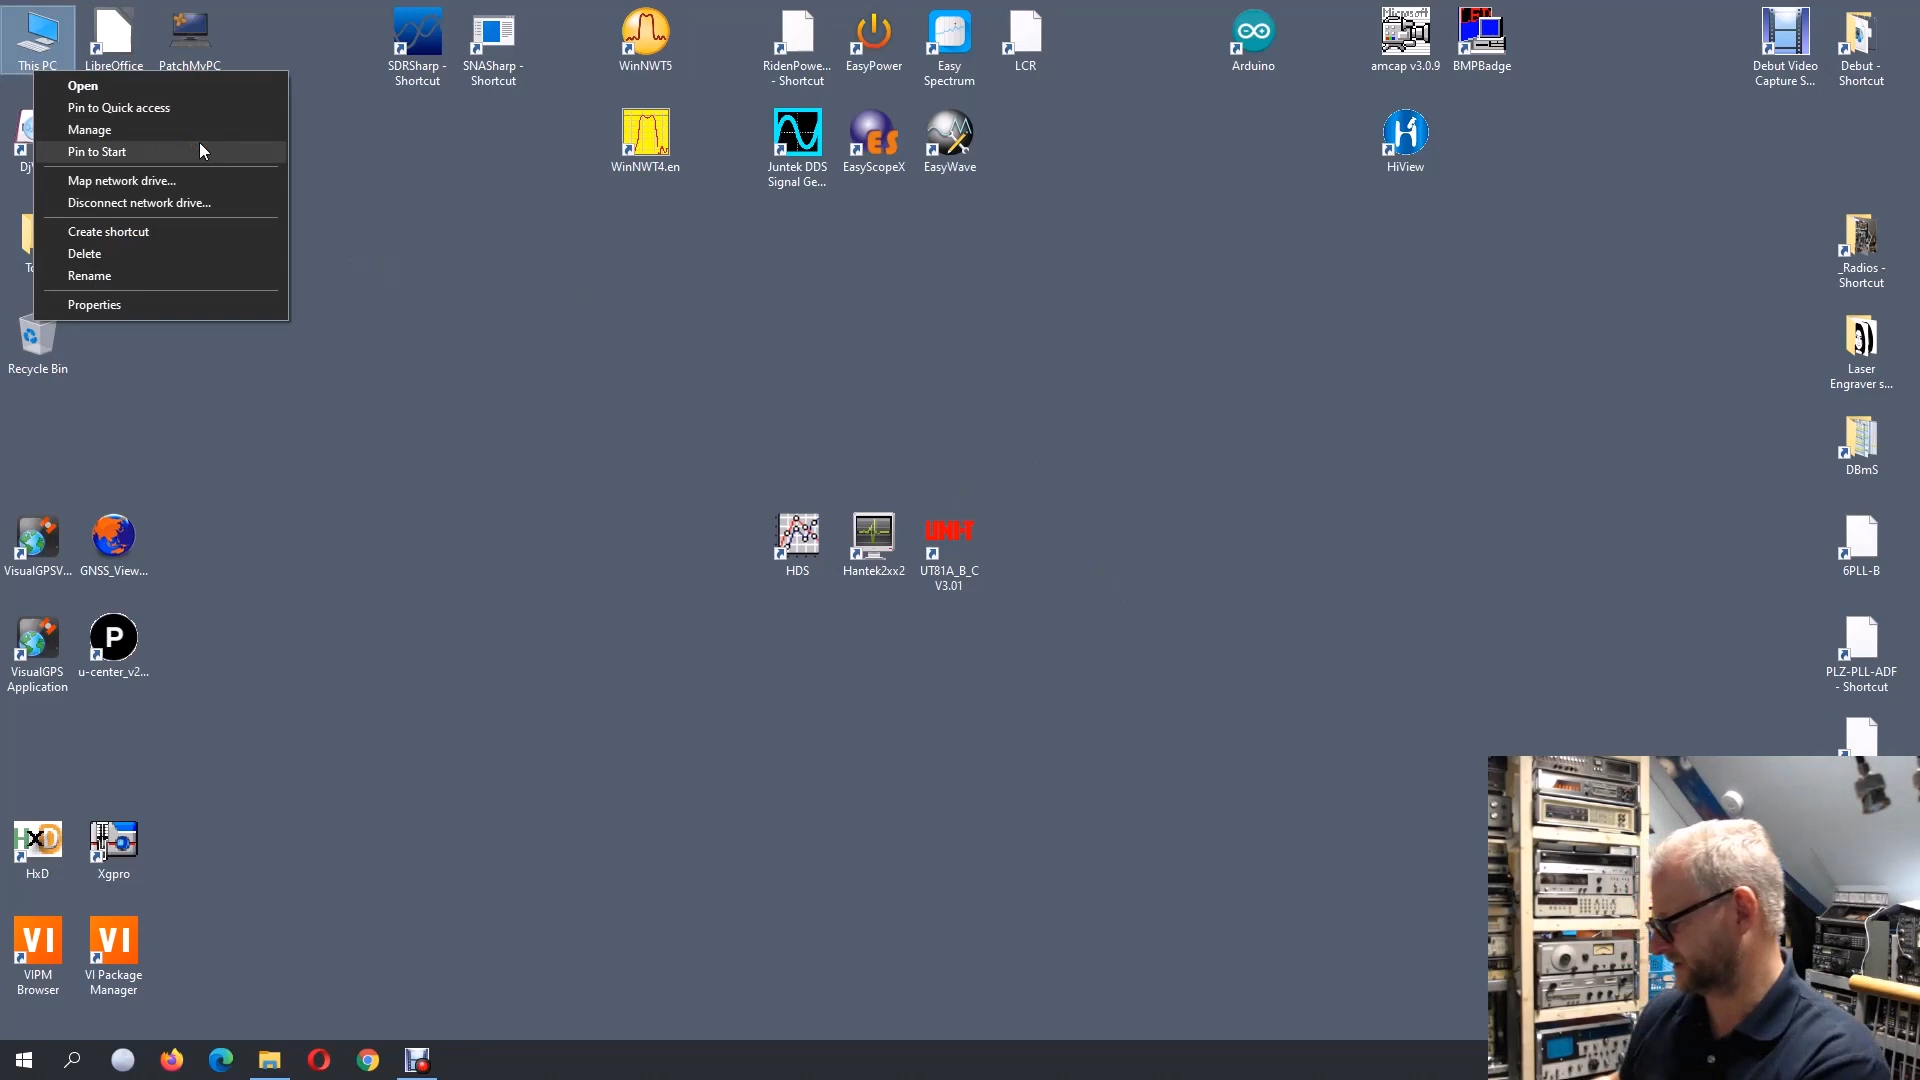 This PC
LibreOffice
PatchMyPC
SDRSharp -
Shortcut
SNASharp -
Shortcut
WinNWT5
RidenPowe...
- Shortcut
EasyPower
Easy
Spectrum
LCR
Arduino
Microsoft
amcap v3.0.9
BMPBadge
Debut Video
Capture S...
Debut -
Shortcut
Open
Pin to Quick access
Manage
Pin to Start
Map network drive...
Disconnect network drive...
Create shortcut
Delete
Rename
Properties
WinNWT4.en
Juntek DDS
Signal Ge...
ES
EasyScopeX
EasyWave
H
HiView
_Radios -
Shortcut
Recycle Bin
Laser
Engraver s...
DBmS
VisualGPSV...
GNSS_View...
HDS
Hantek2xx2
UNI-T
UT81A_B_C
V3.01
6PLL-B
VisualGPS
Application
P
u-center_v2...
PLZ-PLL-ADF
- Shortcut
HxD
HxD
Xgpro
VI
VIPM
Browser
VI
VI Package
Manager